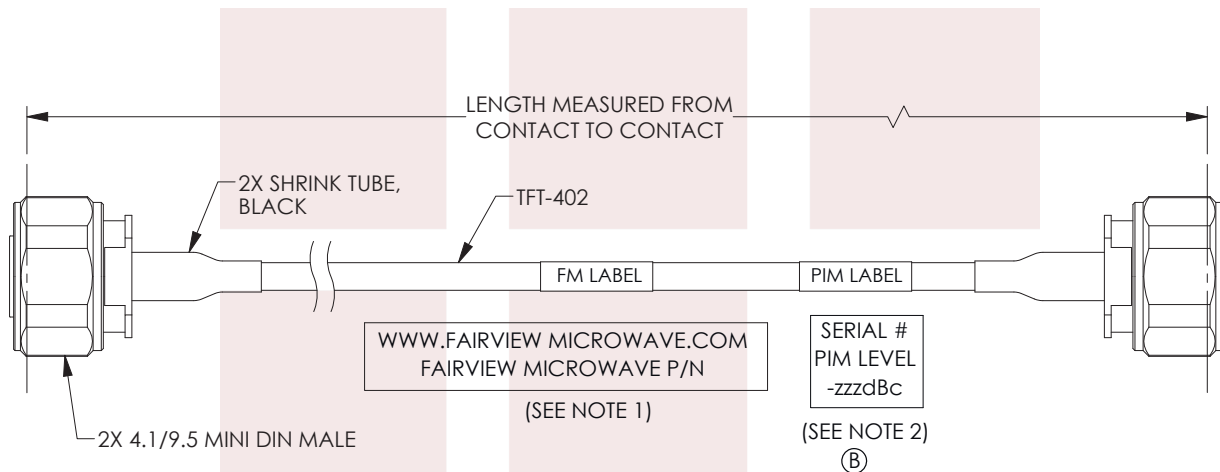 LENGTH MEASURED FROM
CONTACT TO CONTACT
2X SHRINK TUBE,
BLACK
TFT-402
FM LABEL
PIM LABEL
WWW.FAIRVIEW MICROWAVE.COM
FAIRVIEW MICROWAVE P/N
(SEE NOTE 1)
SERIAL #
PIM LEVEL
-zzzdBc
(SEE NOTE 2)
B
2X 4.1/9.5 MINI DIN MALE